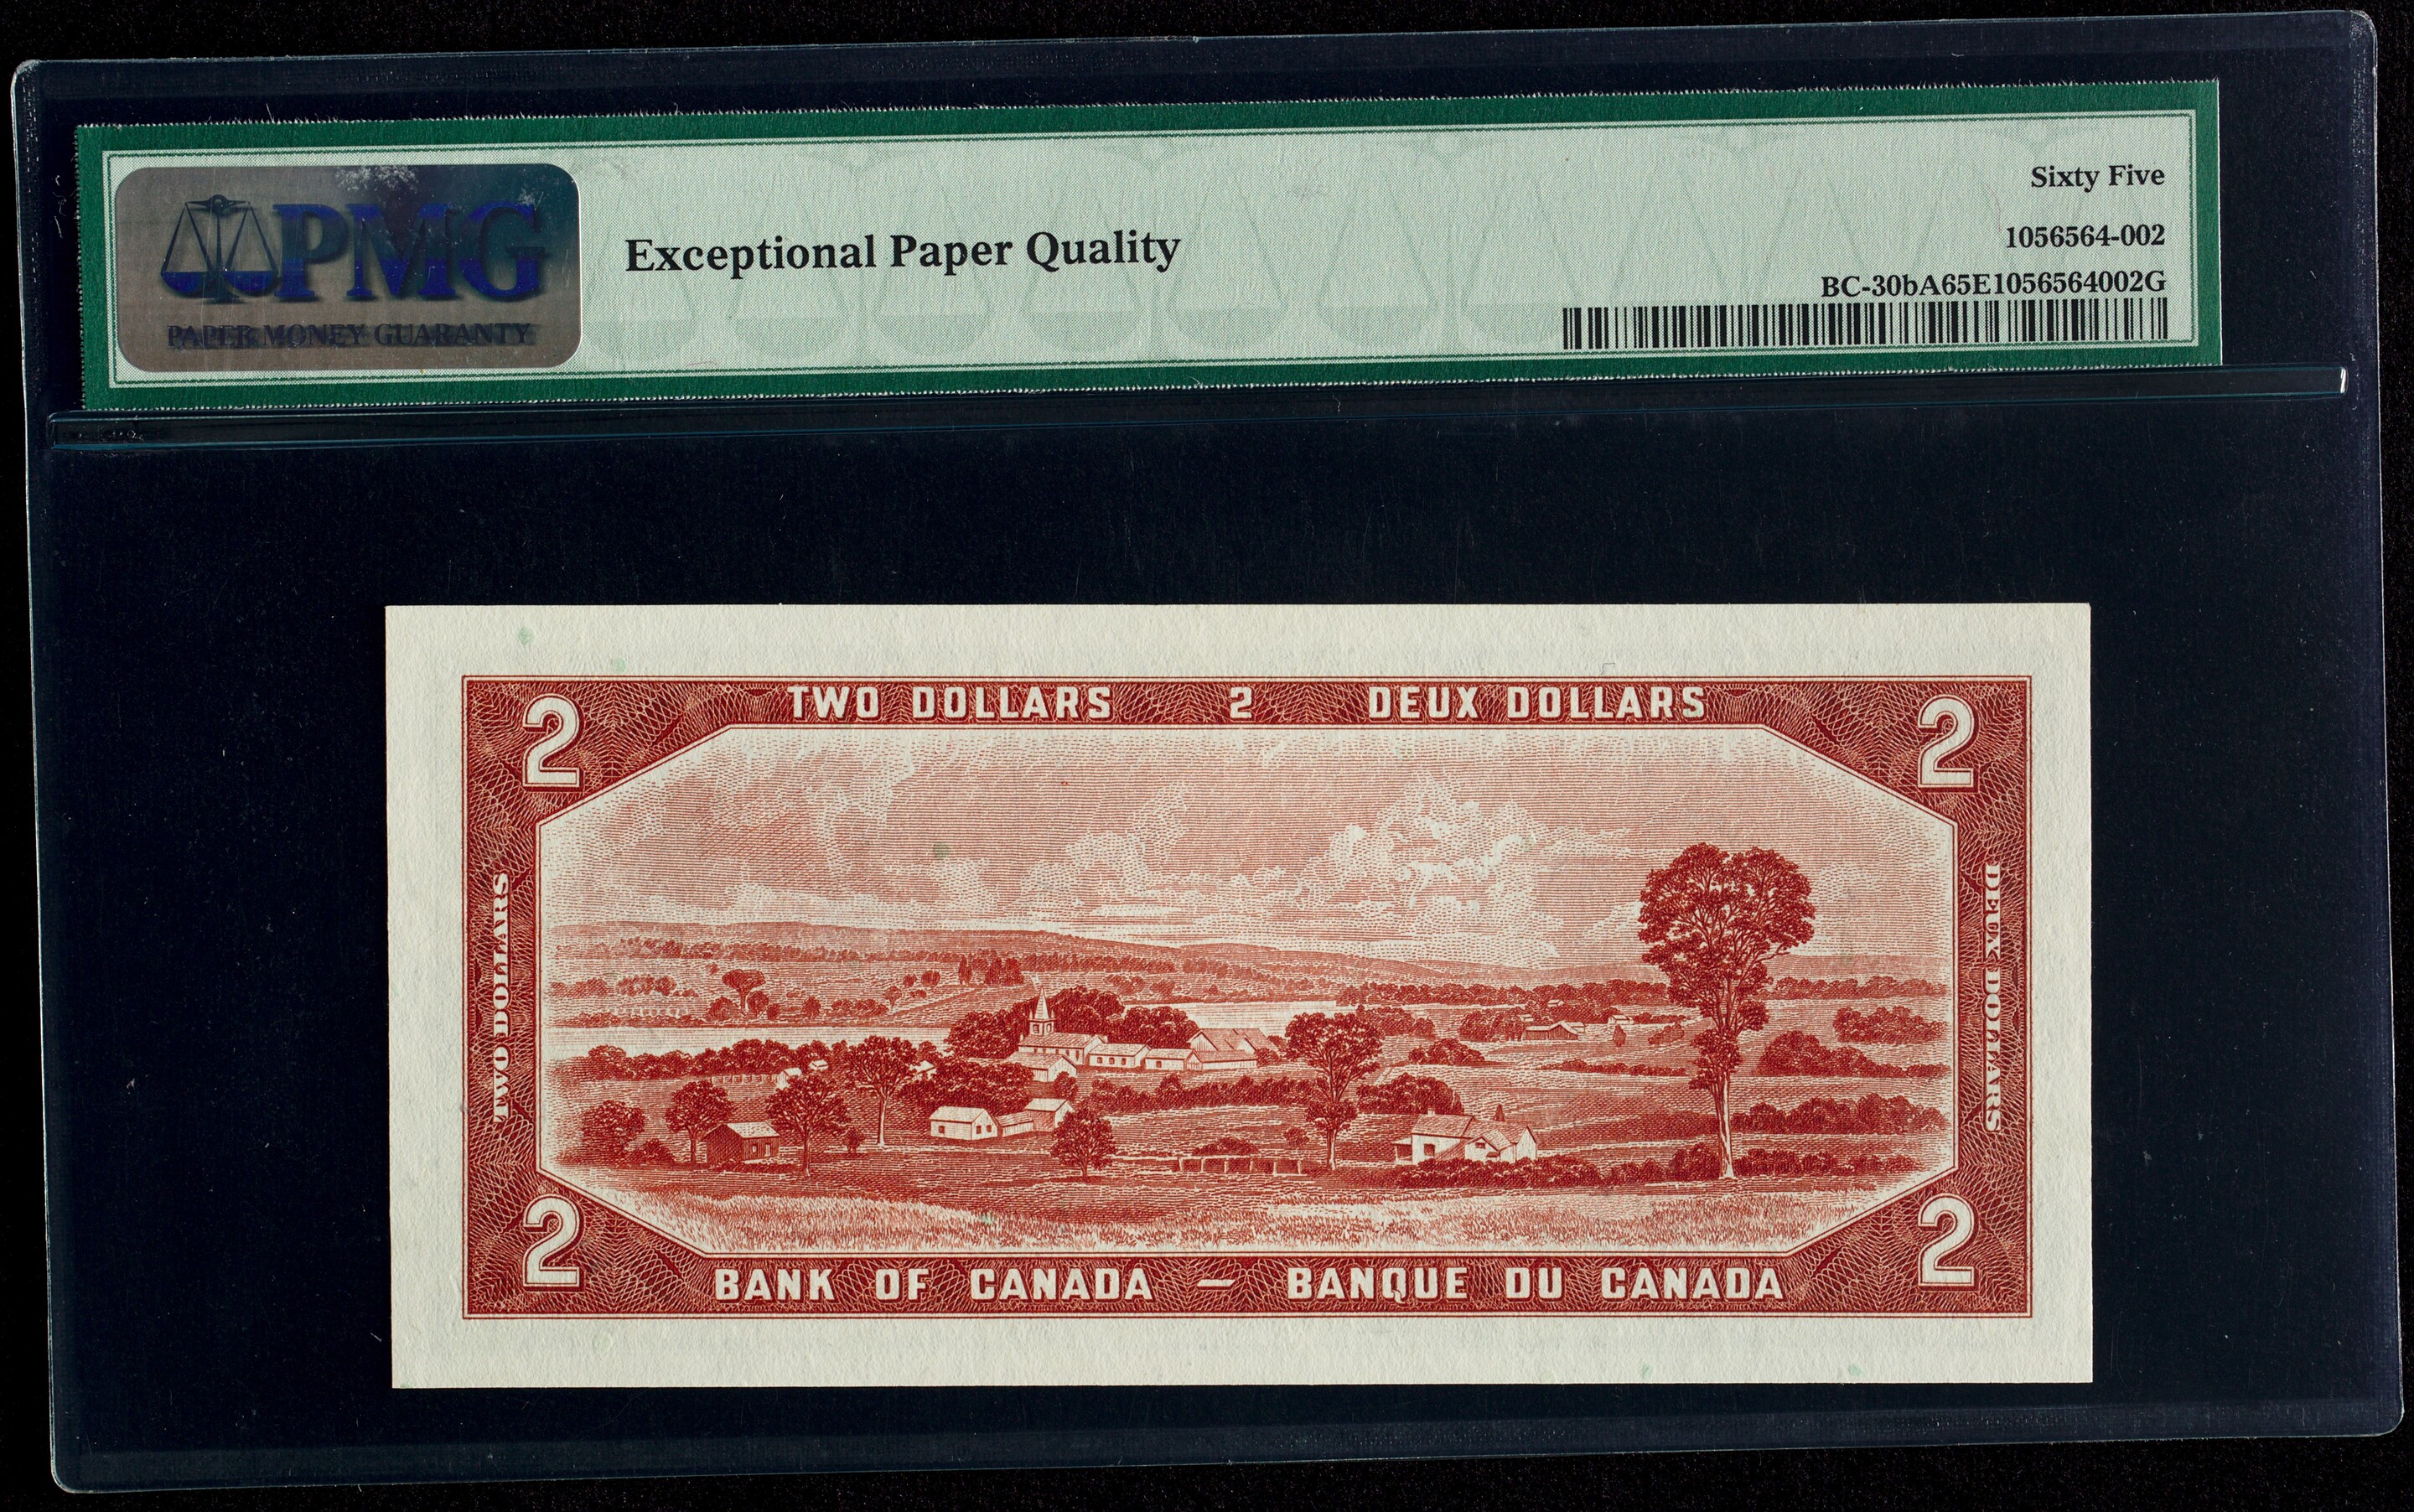 PMG
PAPER MONEY GUARANTY
Exceptional Paper Quality
Sixty Five
1056564-002
BC-30bA65E1056564002G
2 TWO DOLLARS 2 DEUX DOLLARS 2
TWO DOLLARS
DEUX DOLLARS
2 BANK OF CANADA – BANQUE DU CANADA 2